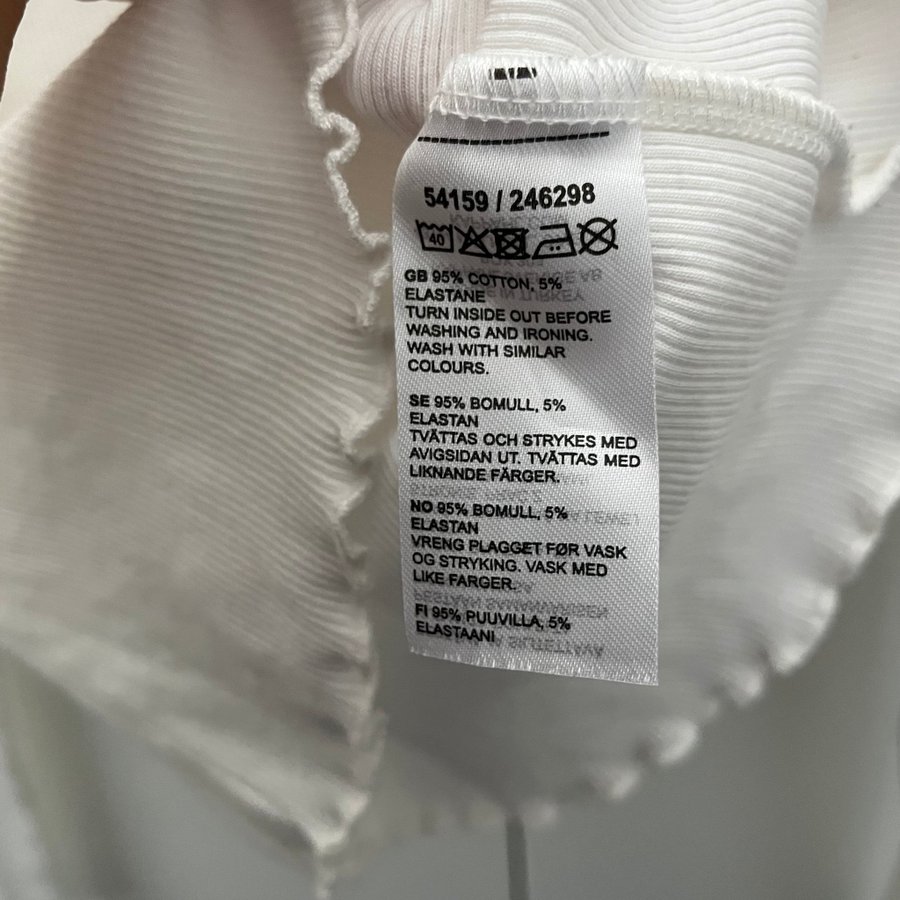 54159 / 246298
40
GB 95% COTTON, 5%
ELASTANE
TURN INSIDE OUT BEFORE
WASHING AND IRONING.
WASH WITH SIMILAR
COLOURS.
SE 95% BOMULL, 5%
ELASTAN
TVÄTTAS OCH STRYKES MED
AVIGSIDAN UT. TVÄTTAS MED
LIKNANDE FÄRGER.
NO 95% BOMULL, 5%
ELASTAN
VRENG PLAGGET FØR VASK
OG STRYKING. VASK MED
LIKE FARGER.
FI 95% PUUVILLA, 5%
ELASTAANI